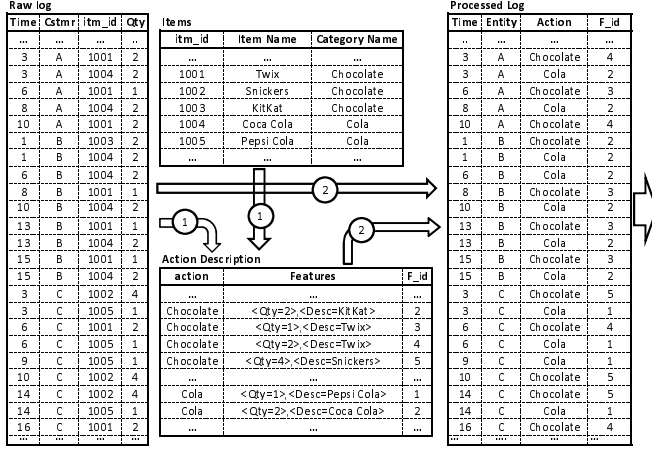 Raw log
Time Cstmr itm_id Qty
... ... ... ..
3 A 1001 2
3 A 1004 2
6 A 1001 1
8 A 1004 2
10 A 1001 2
1 B 1003 2
1 B 1004 2
6 B 1004 2
8 B 1001 1
10 B 1004 2
13 B 1001 1
13 B 1004 2
15 B 1001 1
15 B 1004 2
3 C 1002 4
3 C 1005 1
6 C 1001 2
6 C 1005 1
9 C 1005 1
10 C 1002 4
14 C 1002 4
14 C 1005 1
16 C 1001 2
... ... ... ...
Items
itm_id Item Name Category Name
... ... ...
1001 Twix Chocolate
1002 Snickers Chocolate
1003 KitKat Chocolate
1004 Coca Cola Cola
1005 Pepsi Cola Cola
... ... ...
2
1
1
2
Action Description
action Features F_id
... ... ...
Chocolate <Qty=2>,<Desc=KitKat> 2
Chocolate <Qty=1>,<Desc=Twix> 3
Chocolate <Qty=2>,<Desc=Twix> 4
Chocolate <Qty=4>,<Desc=Snickers> 5
... ... ...
Cola <Qty=1>,<Desc=Pepsi Cola> 1
Cola <Qty=2>,<Desc=Coca Cola> 2
... ... ...
Processed Log
Time Entity Action F_id
.. ... ... ...
3 A Chocolate 4
3 A Cola 2
6 A Chocolate 3
8 A Cola 2
10 A Chocolate 4
1 B Chocolate 2
1 B Cola 2
6 B Cola 2
8 B Chocolate 3
10 B Cola 2
13 B Chocolate 3
13 B Cola 2
15 B Chocolate 3
15 B Cola 2
3 C Chocolate 5
3 C Cola 1
6 C Chocolate 4
6 C Cola 1
9 C Cola 1
10 C Chocolate 5
14 C Chocolate 5
14 C Cola 1
16 C Chocolate 4
... .... .... ...